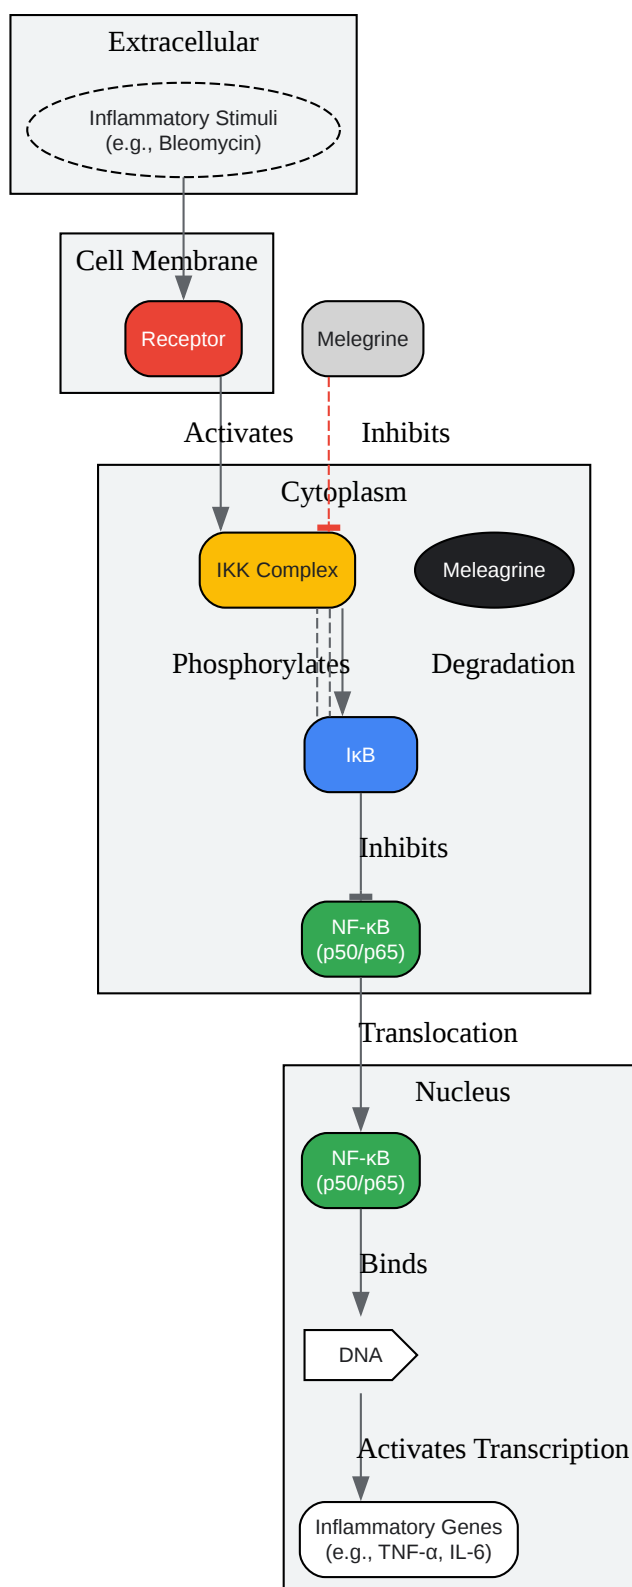 Extracellular
Inflammatory Stimuli
(e.g., Bleomycin)
Cell Membrane
Receptor
Melegrine
Activates
Inhibits
Cytoplasm
IKK Complex
Meleagrine
Phosphorylates
Degradation
IκB
Inhibits
NF-κB
(p50/p65)
Translocation
Nucleus
NF-κB
(p50/p65)
Binds
DNA
Activates Transcription
Inflammatory Genes
(e.g., TNF-α, IL-6)